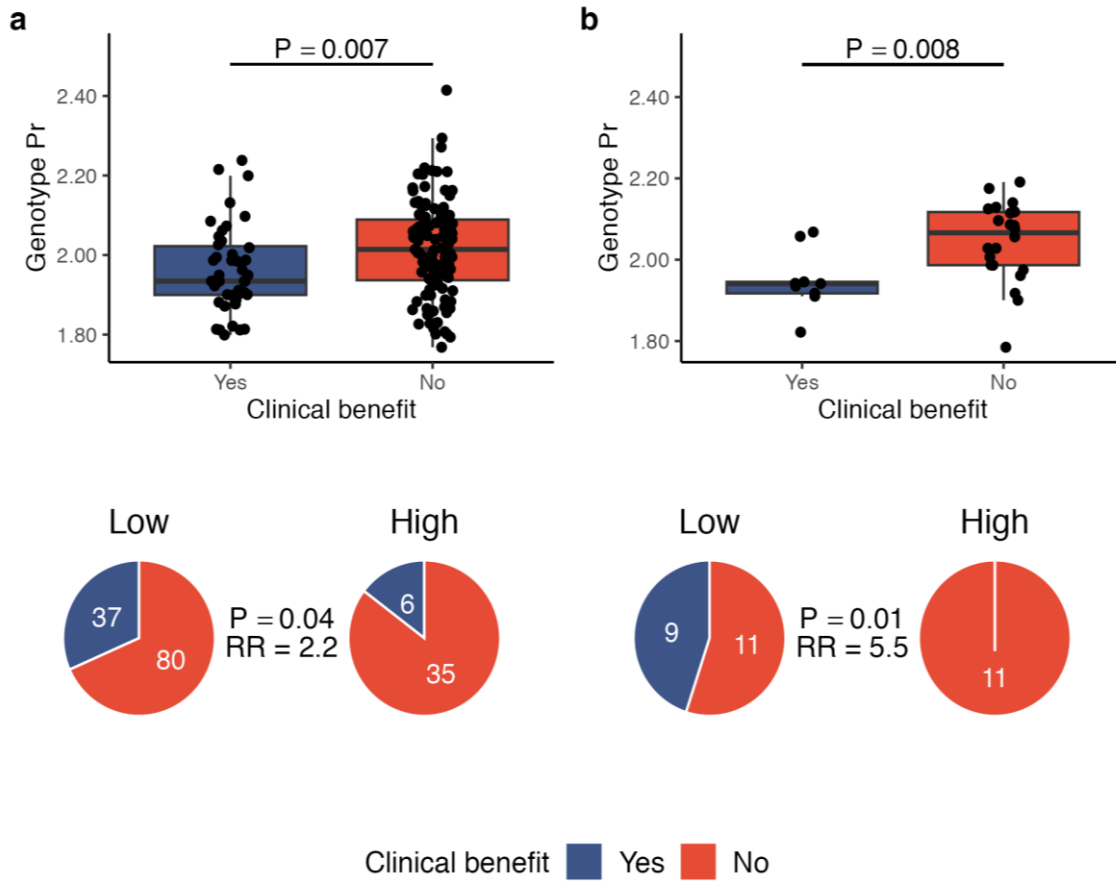 a
P = 0.007
2.40
2.20
2.00
1.80
Genotype Pr
Yes
No
Clinical benefit
b
P = 0.008
2.40
2.20
2.00
1.80
Genotype Pr
Yes
No
Clinical benefit
Low
High
37
80
P = 0.04
RR = 2.2
6
35
Low
High
9
11
P = 0.01
RR = 5.5
11
Clinical benefit Yes No